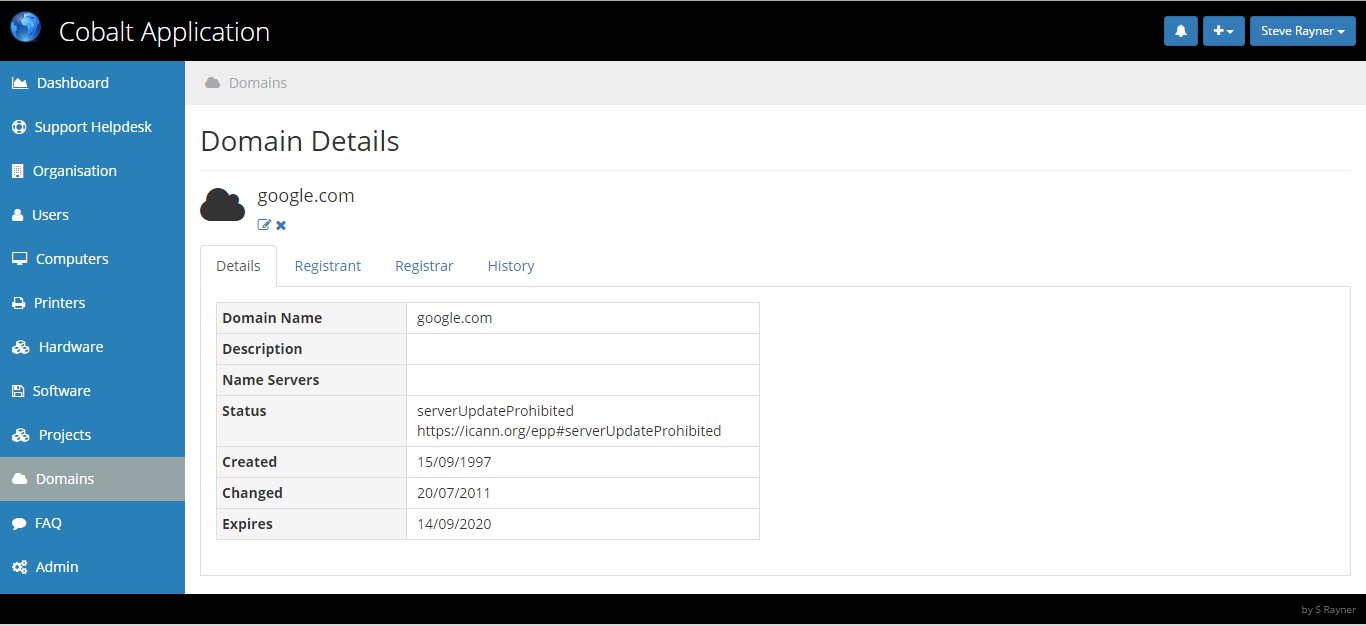 Cobalt Application
Steve Rayner
Dashboard
Support Helpdesk
Organisation
Users
Computers
Printers
Hardware
Software
Projects
Domains
FAQ
Admin
Domains
Domain Details
google.com
Details Registrant Registrar History
Domain Name google.com
Description
Name Servers
Status serverUpdateProhibited
https://icann.org/epp#serverUpdateProhibited
Created 15/09/1997
Changed 20/07/2011
Expires 14/09/2020
by S Rayner